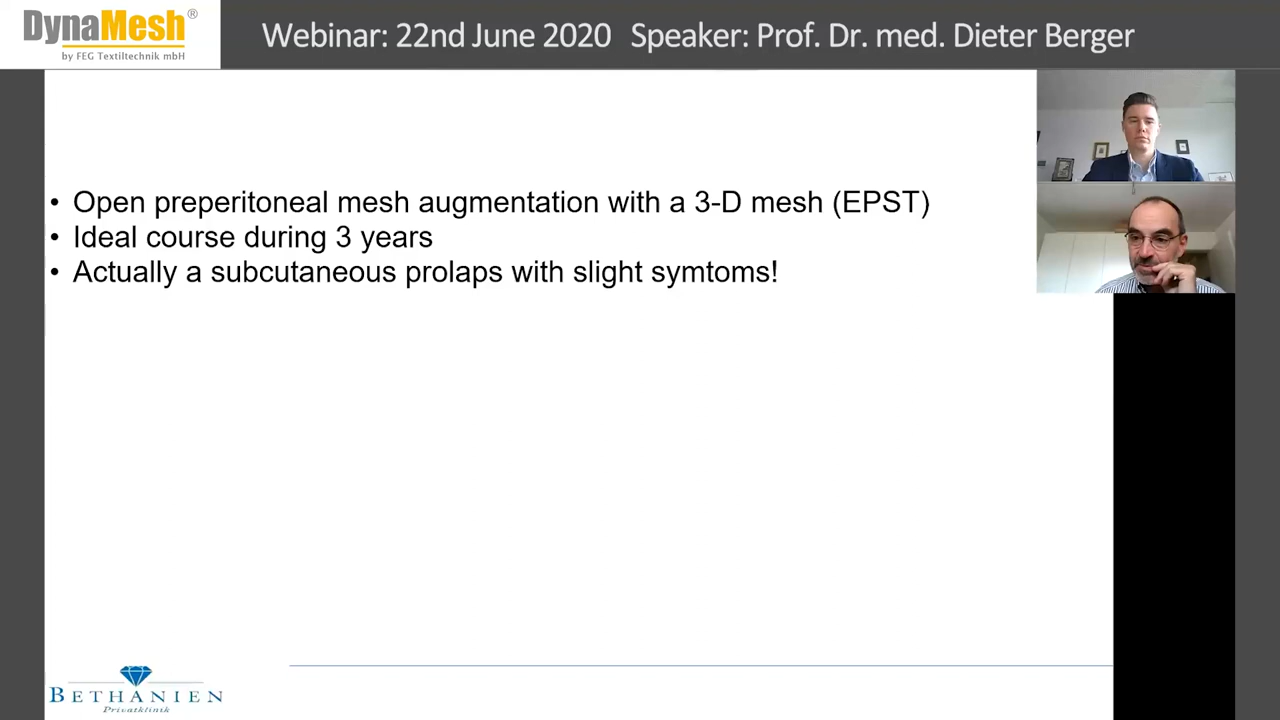 DynaMesh®
by FEG Textiltechnik mbH
Webinar: 22nd June 2020 Speaker: Prof. Dr. med. Dieter Berger
• Open preperitoneal mesh augmentation with a 3-D mesh (EPST)
• Ideal course during 3 years
• Actually a subcutaneous prolaps with slight symtoms!
BETHANIEN
Privatklinik